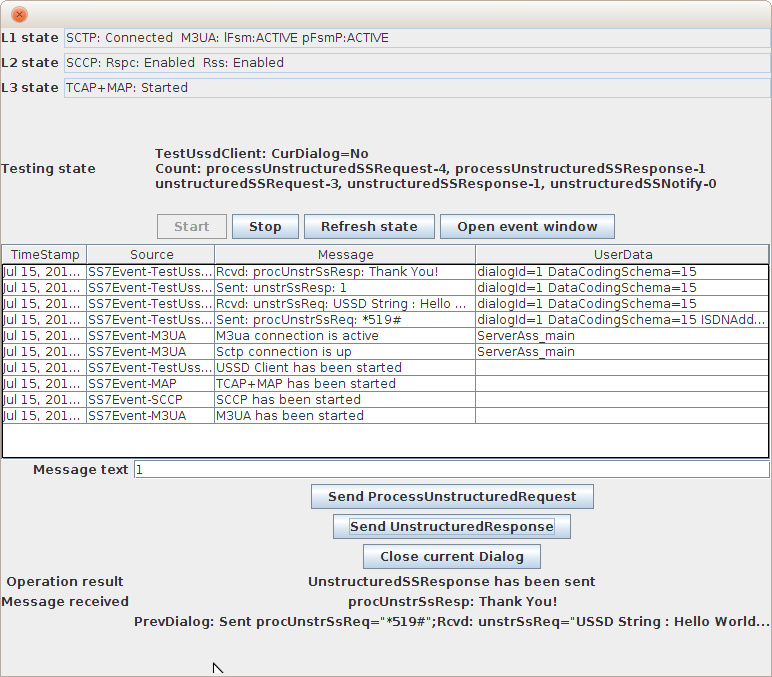 L1 state SCTP: Connected M3UA: lFsm:ACTIVE pFsmP:ACTIVE
L2 state SCCP: Rspc: Enabled Rss: Enabled
L3 state TCAP+MAP: Started
TestUssdClient: CurDialog=No
Testing state Count: processUnstructuredSSRequest-4, processUnstructuredSSResponse-1
unstructuredSSRequest-3, unstructuredSSResponse-1, unstructuredSSNotify-0
Start Stop Refresh state Open event window
TimeStamp Source Message UserData
Jul 15, 201... SS7Event-TestUss... Rcvd: procUnstrSsResp: Thank You! dialogId=1 DataCodingSchema=15
Jul 15, 201... SS7Event-TestUss... Sent: unstrSsResp: 1 dialogId=1 DataCodingSchema=15
Jul 15, 201... SS7Event-TestUss... Rcvd: unstrSsReq: USSD String : Hello ... dialogId=1 DataCodingSchema=15
Jul 15, 201... SS7Event-TestUss... Sent: procUnstrSsReq: *519# dialogId=1 DataCodingSchema=15 ISDNAdd...
Jul 15, 201... SS7Event-M3UA M3ua connection is active ServerAss_main
Jul 15, 201... SS7Event-M3UA Sctp connection is up ServerAss_main
Jul 15, 201... SS7Event-TestUss... USSD Client has been started
Jul 15, 201... SS7Event-MAP TCAP+MAP has been started
Jul 15, 201... SS7Event-SCCP SCCP has been started
Jul 15, 201... SS7Event-M3UA M3UA has been started
Message text 1
Send ProcessUnstructuredRequest
Send UnstructuredResponse
Close current Dialog
Operation result UnstructuredSSResponse has been sent
Message received procUnstrSsResp: Thank You!
PrevDialog: Sent procUnstrSsReq="*519#";Rcvd: unstrSsReq="USSD String : Hello World...